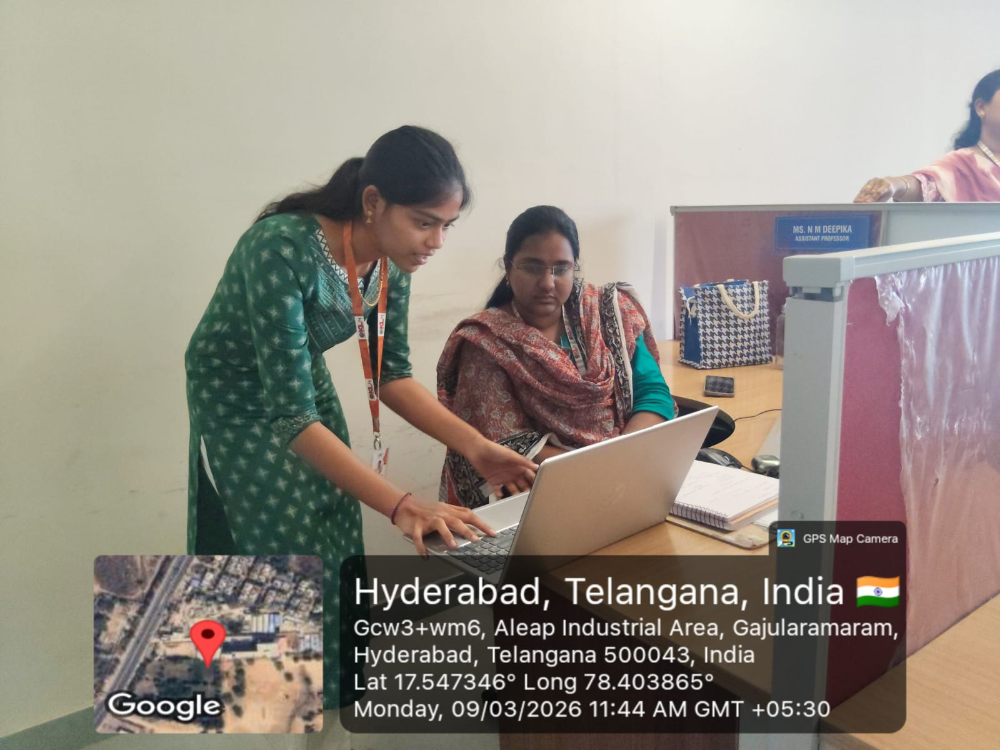 MS. N M DEEPIKA
ASSISTANT PROFESSOR
GPS Map Camera
Hyderabad, Telangana, India
Gcw3+wm6, Aleap Industrial Area, Gajularamaram,
Hyderabad, Telangana 500043, India
Lat 17.547346° Long 78.403865°
Monday, 09/03/2026 11:44 AM GMT +05:30
Google